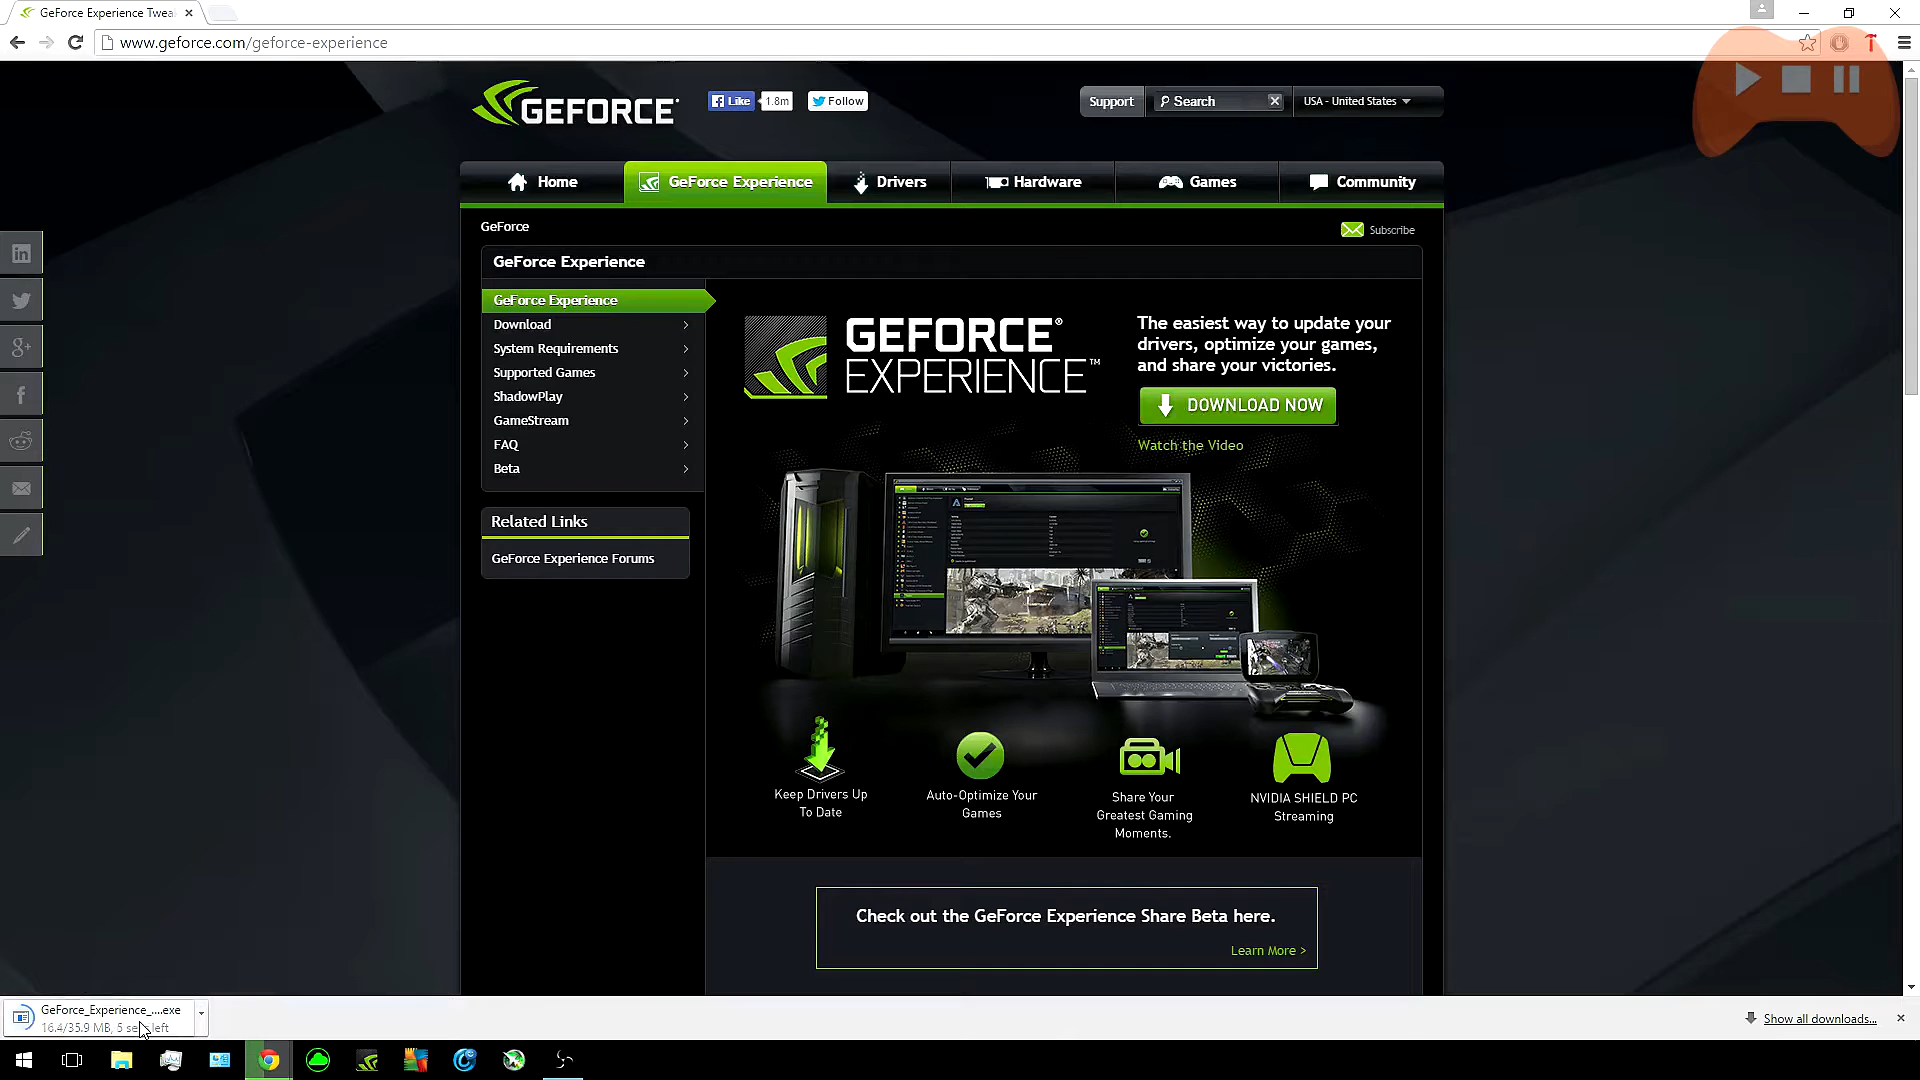 GeForce Experience Twea
www.geforce.com/geforce-experience
GEFORCE®
Like
1.8m
Follow
Support
Search
USA - United States
Home
GeForce Experience
Drivers
Hardware
Games
Community
GeForce
Subscribe
GeForce Experience
GeForce Experience
Download
System Requirements
Supported Games
ShadowPlay
GameStream
FAQ
Beta
Related Links
GeForce Experience Forums
GEFORCE®
EXPERIENCE™
The easiest way to update your
drivers, optimize your games,
and share your victories.
DOWNLOAD NOW
Watch the Video
Keep Drivers Up
To Date
Auto-Optimize Your
Games
Share Your
Greatest Gaming
Moments.
NVIDIA SHIELD PC
Streaming
Check out the GeForce Experience Share Beta here.
Learn More >
GeForce_Experience_....exe
16.4/35.9 MB, 5 secs left
Show all downloads...